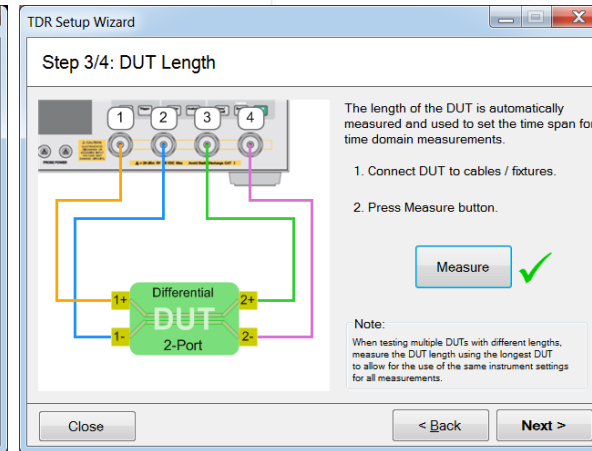 TDR Setup Wizard
Step 3/4: DUT Length
1 2 3 4
The length of the DUT is automatically
measured and used to set the time span for
time domain measurements.
1. Connect DUT to cables / fixtures.
2. Press Measure button.
Measure
1+ Differential 2+
DUT
1- 2-Port 2-
Note:
When testing multiple DUTs with different lengths,
measure the DUT length using the longest DUT
to allow for the use of the same instrument settings
for all measurements.
Close
< Back
Next >